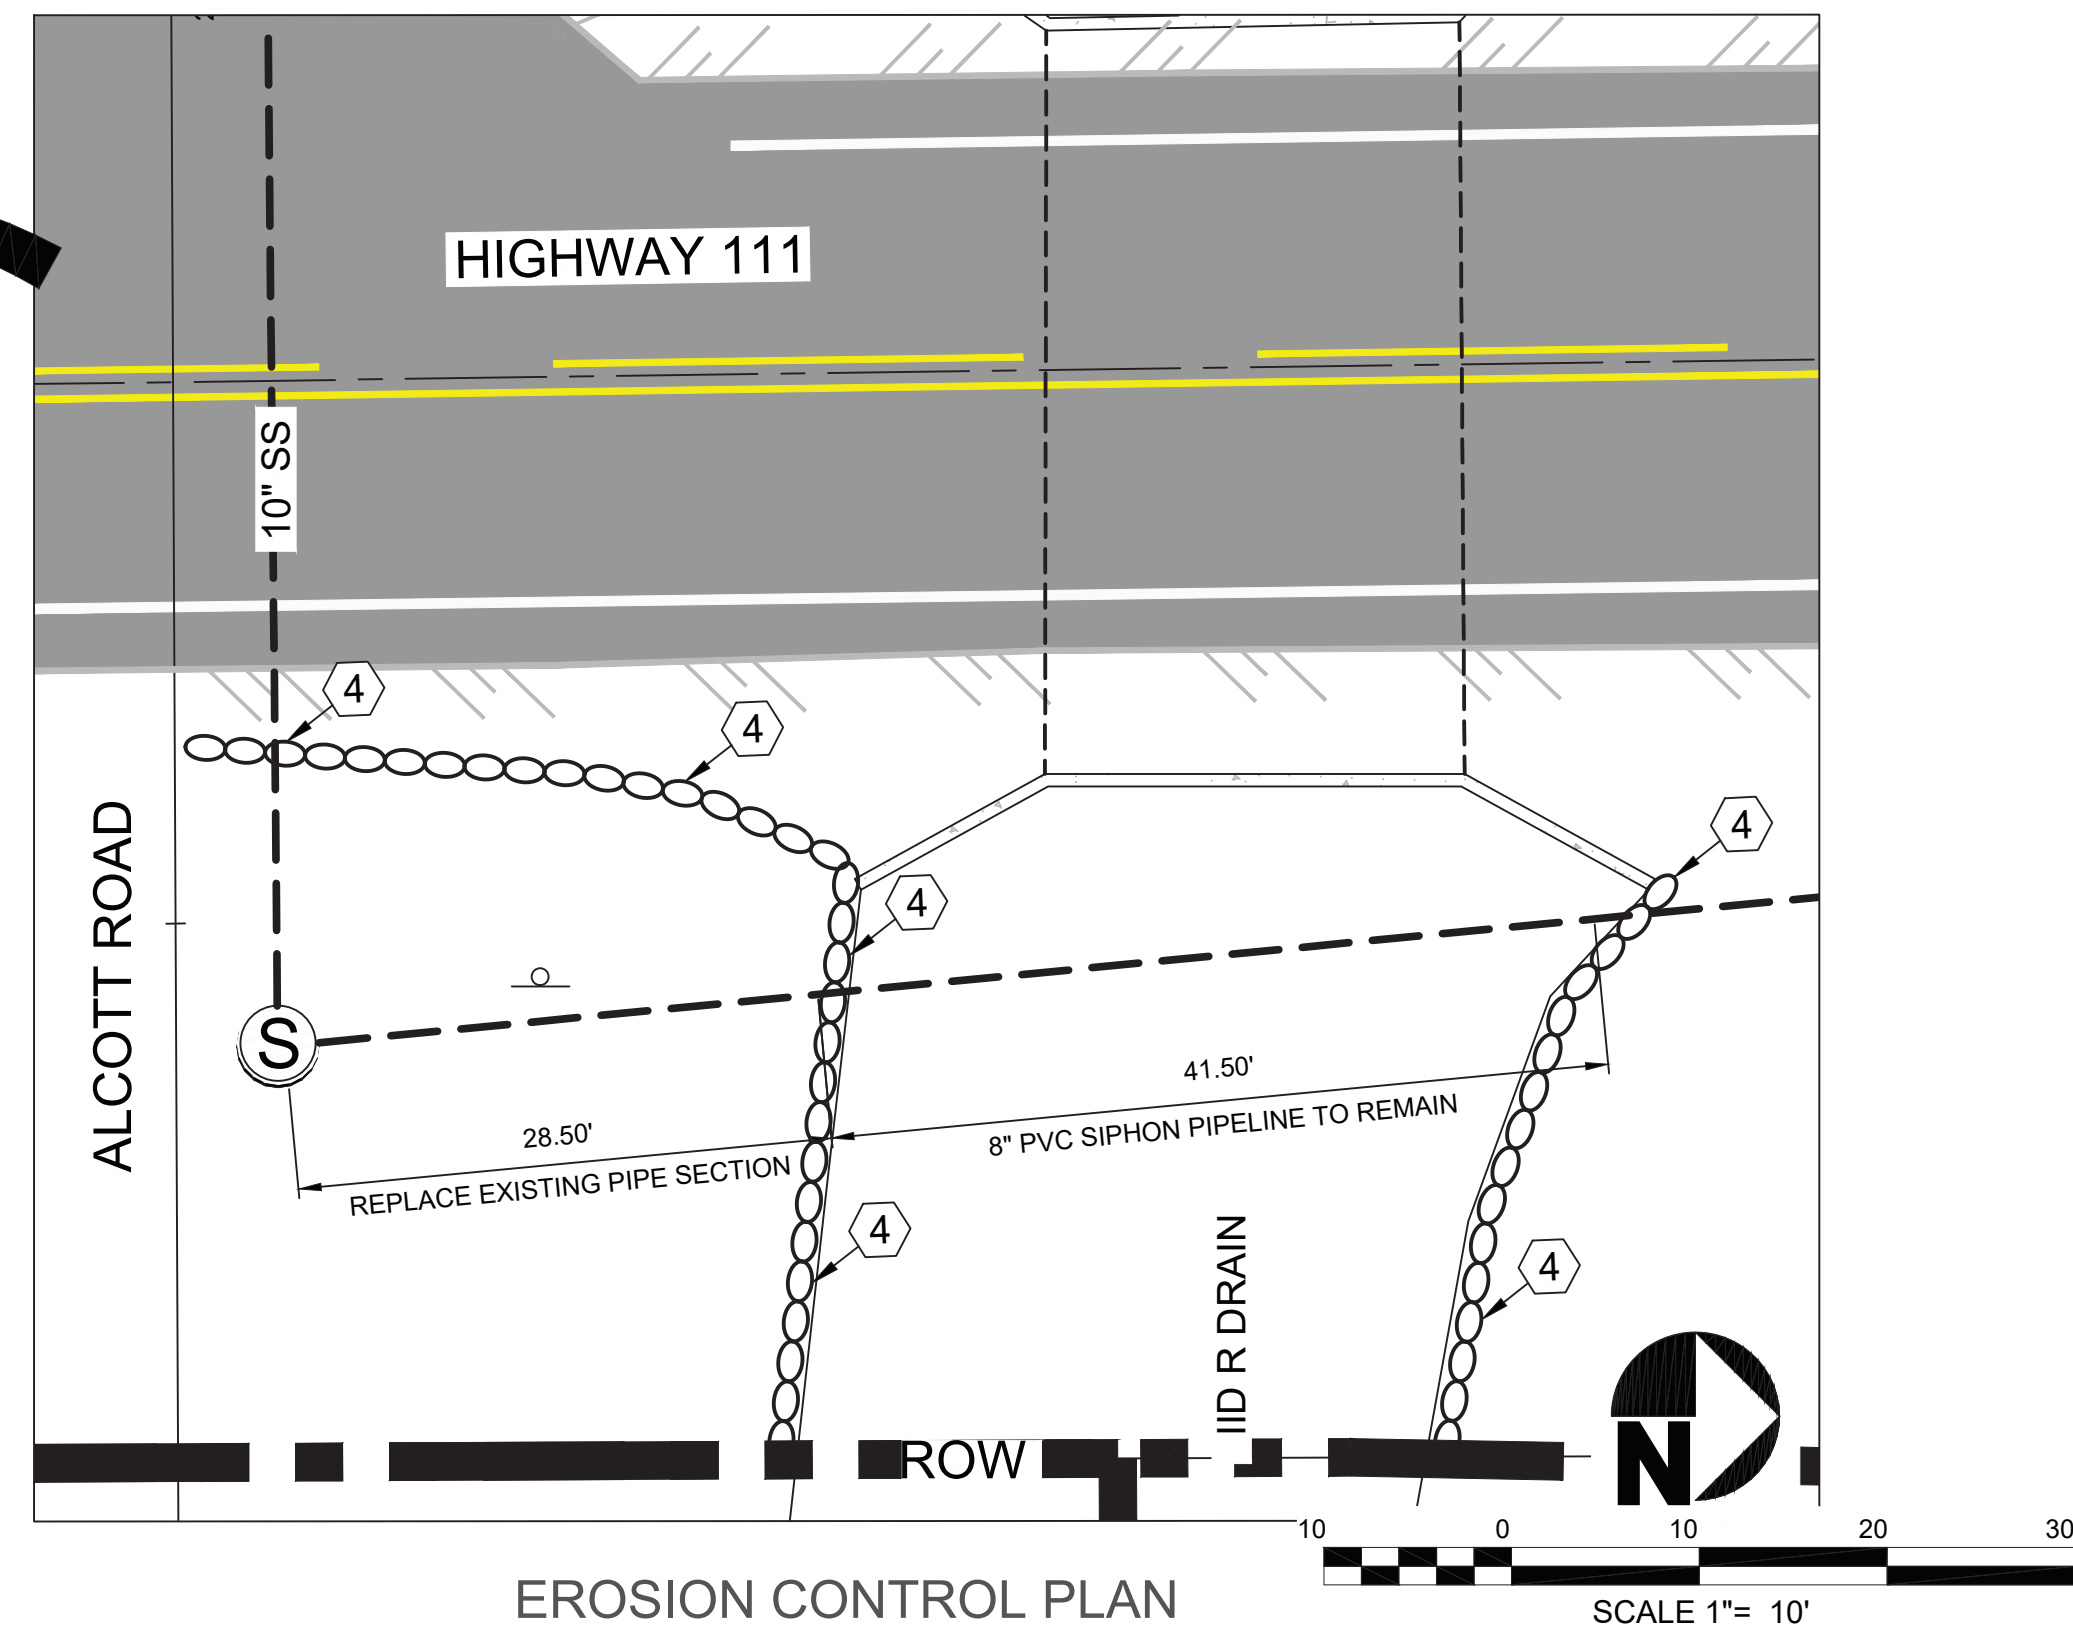 HIGHWAY 111
10" SS
4
4
4
4
4
4
ALCOTT ROAD
S
28.50'
REPLACE EXISTING PIPE SECTION
41.50'
8" PVC SIPHON PIPELINE TO REMAIN
IID R DRAIN
ROW
N
10 0 10 20 30
SCALE 1"= 10'
EROSION CONTROL PLAN